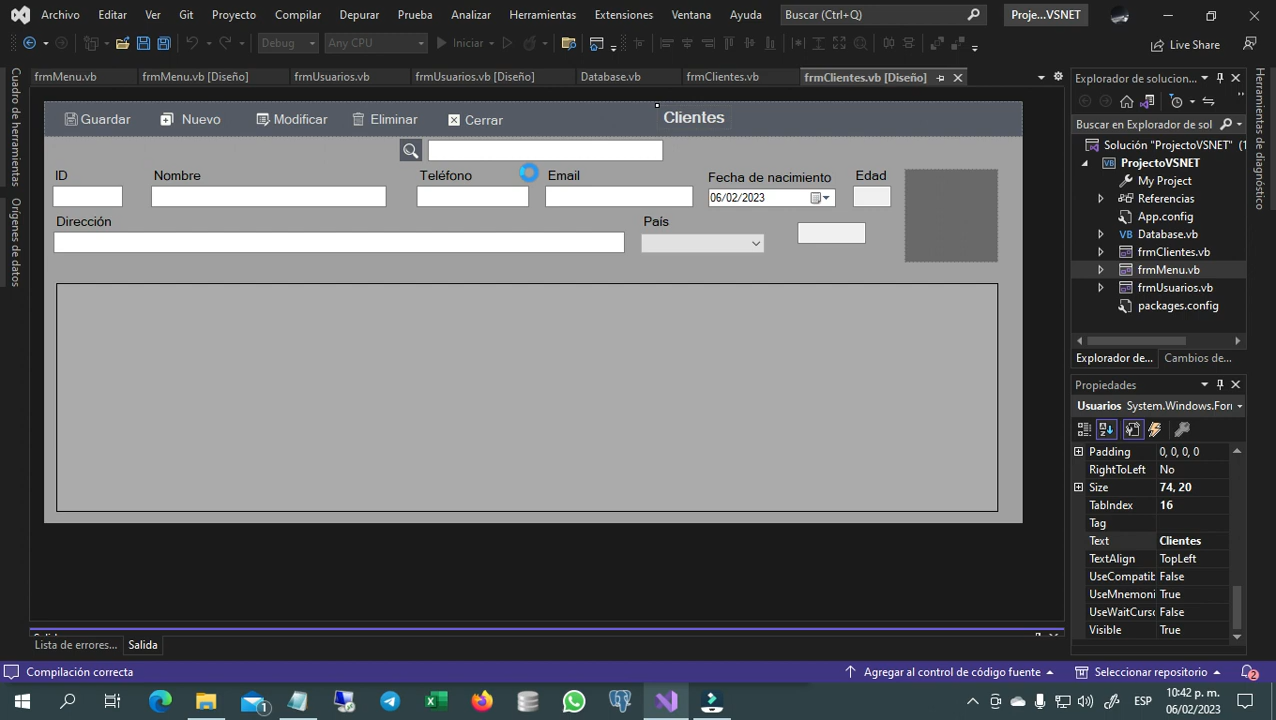 Archivo Editar Ver Git Proyecto Compilar Depurar Prueba Analizar Herramientas Extensiones Ventana Ayuda Buscar (Ctrl+Q) Proje...VSNET
Debug Any CPU Iniciar Live Share
frmMenu.vb frmMenu.vb [Diseño] frmUsuarios.vb frmUsuarios.vb [Diseño] Database.vb frmClientes.vb frmClientes.vb [Diseño]
Cuadro de herramientas
Orígenes de datos
Guardar Nuevo Modificar Eliminar Cerrar Clientes
ID Nombre Teléfono Email Fecha de nacimiento Edad
06/02/2023
Dirección País
Explorador de solucion...
Buscar en Explorador de sol
Solución "ProyectoVSNET" (1
ProyectoVSNET
My Project
Referencias
App.config
Database.vb
frmClientes.vb
frmMenu.vb
frmUsuarios.vb
packages.config
Explorador de... Cambios de...
Herramientas de diagnóstico
Propiedades
Usuarios System.Windows.Forr
Padding 0, 0, 0, 0
RightToLeft No
Size 74, 20
TabIndex 16
Tag
Text Clientes
TextAlign TopLeft
UseCompatib False
UseMnemoni True
UseWaitCurso False
Visible True
Salida
Lista de errores... Salida
Compilación correcta Agregar al control de código fuente Seleccionar repositorio 2
1 ESP 10:42 p. m.
06/02/2023